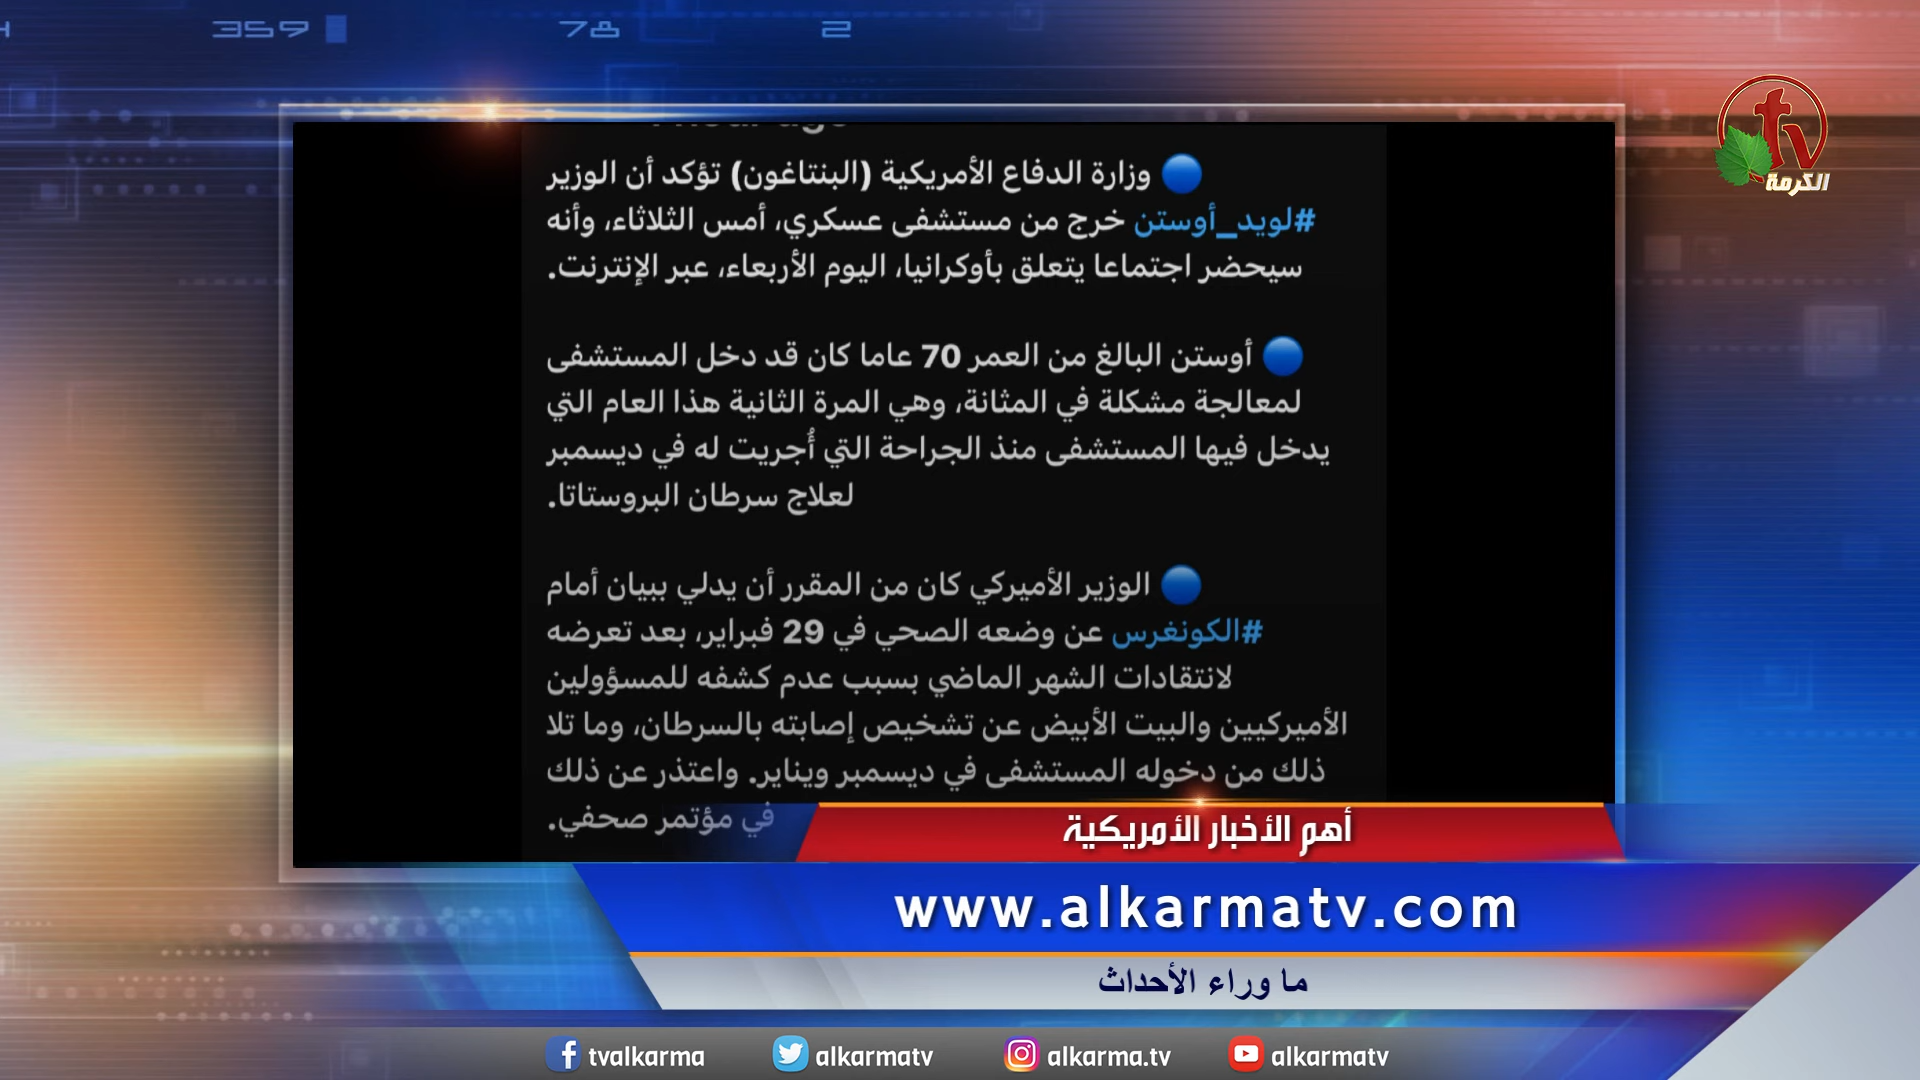 359
78
2
tv
الكرمة
وزارة الدفاع الأمريكية (البنتاغون) تؤكد أن الوزير
#لويد_أوستن خرج من مستشفى عسكري، أمس الثلاثاء، وأنه
سيحضر اجتماعا يتعلق بأوكرانيا، اليوم الأربعاء، عبر الإنترنت.
أوستن البالغ من العمر 70 عاما كان قد دخل المستشفى
لمعالجة مشكلة في المثانة، وهي المرة الثانية هذا العام التي
يدخل فيها المستشفى منذ الجراحة التي أُجريت له في ديسمبر
لعلاج سرطان البروستاتا.
الوزير الأميركي كان من المقرر أن يدلي ببيان أمام
#الكونغرس عن وضعه الصحي في 29 فبراير، بعد تعرضه
لانتقادات الشهر الماضي بسبب عدم كشفه للمسؤولين
الأميركيين والبيت الأبيض عن تشخيص إصابته بالسرطان، وما تلا
ذلك من دخوله المستشفى في ديسمبر ويناير. واعتذر عن ذلك
في مؤتمر صحفي.
أهم الأخبار الأمريكية
www.alkarmatv.com
ما وراء الأحداث
tvalkarma
alkarmatv
alkarma.tv
alkarmatv